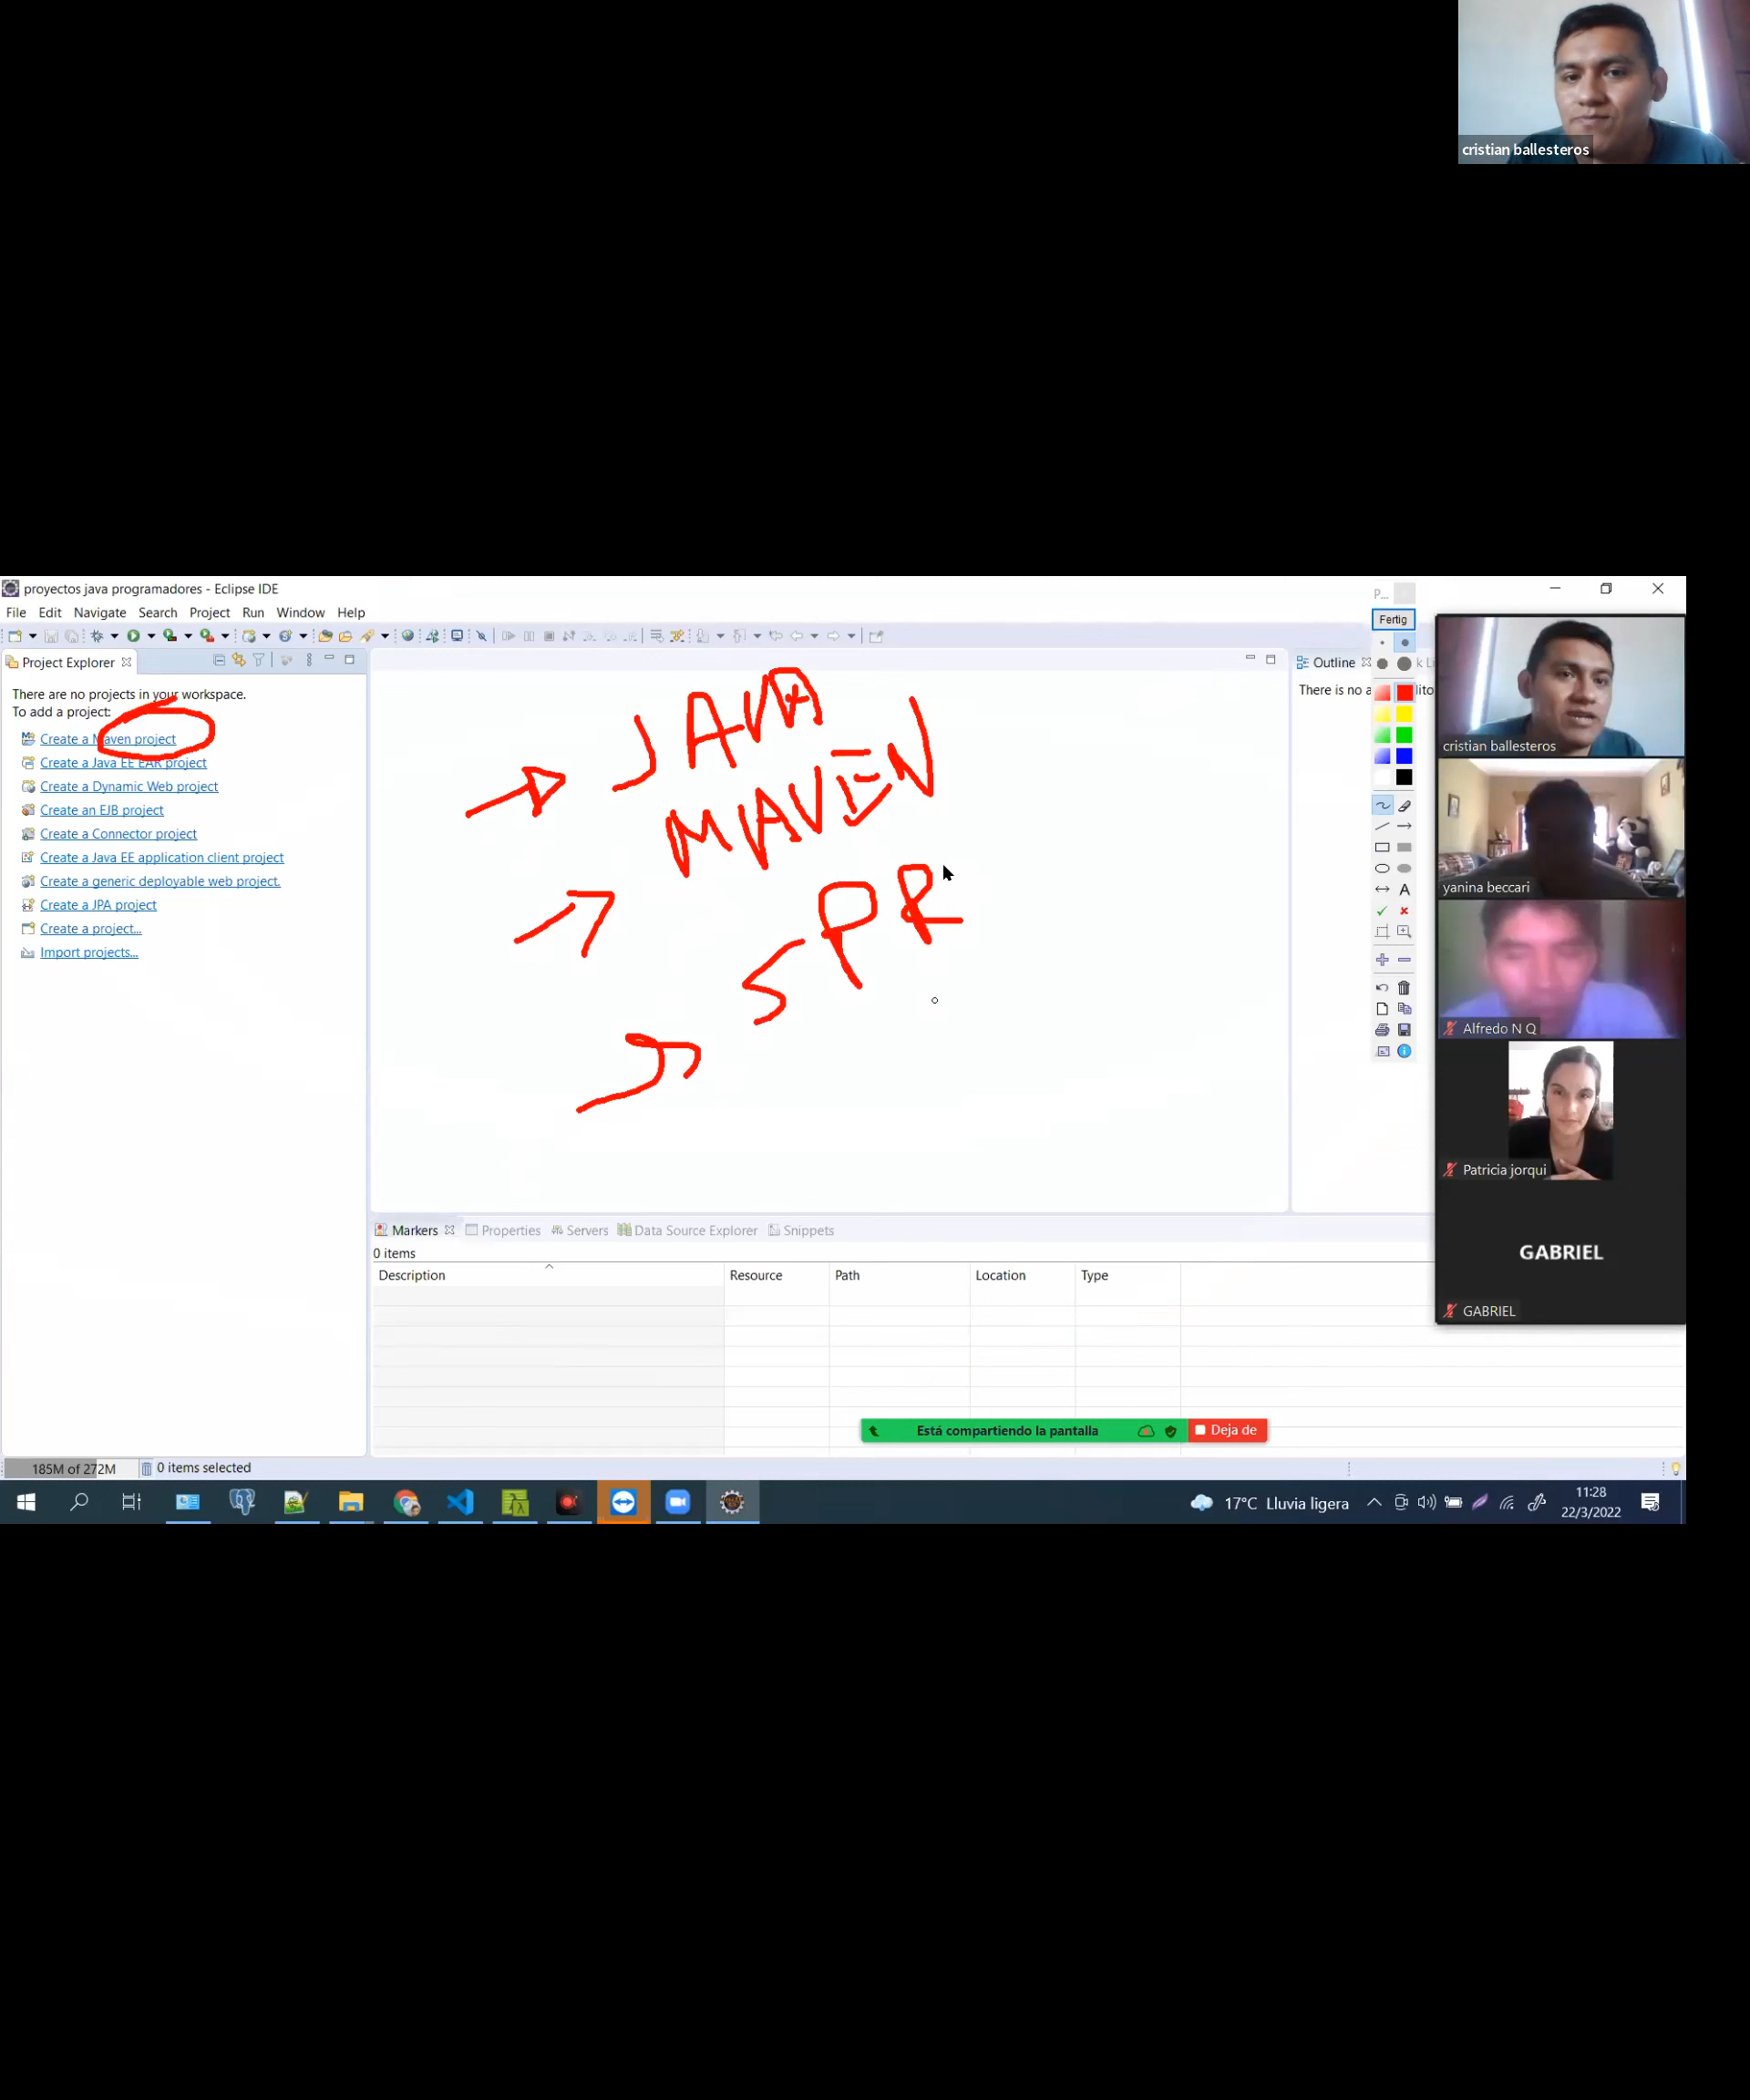 cristian ballesteros
proyectos java programadores - Eclipse IDE
P...
File Edit Navigate Search Project Run Window Help
Fertig
Project Explorer
Outline
There are no projects in your workspace.
There is no a
To add a project:
Create a Maven project
Create a Java EE EAR project
Create a Dynamic Web project
Create an EJB project
Create a Connector project
Create a Java EE application client project
Create a generic deployable web project.
Create a JPA project
Create a project...
Import projects...
JAVA
MAVEN
SPR
A
cristian ballesteros
yanina beccari
Alfredo N Q
Patricia jorqui
GABRIEL
GABRIEL
Markers Properties Servers Data Source Explorer Snippets
0 items
Description Resource Path Location Type
Está compartiendo la pantalla Deja de
185M of 272M 0 items selected
17°C Lluvia ligera 11:28
22/3/2022